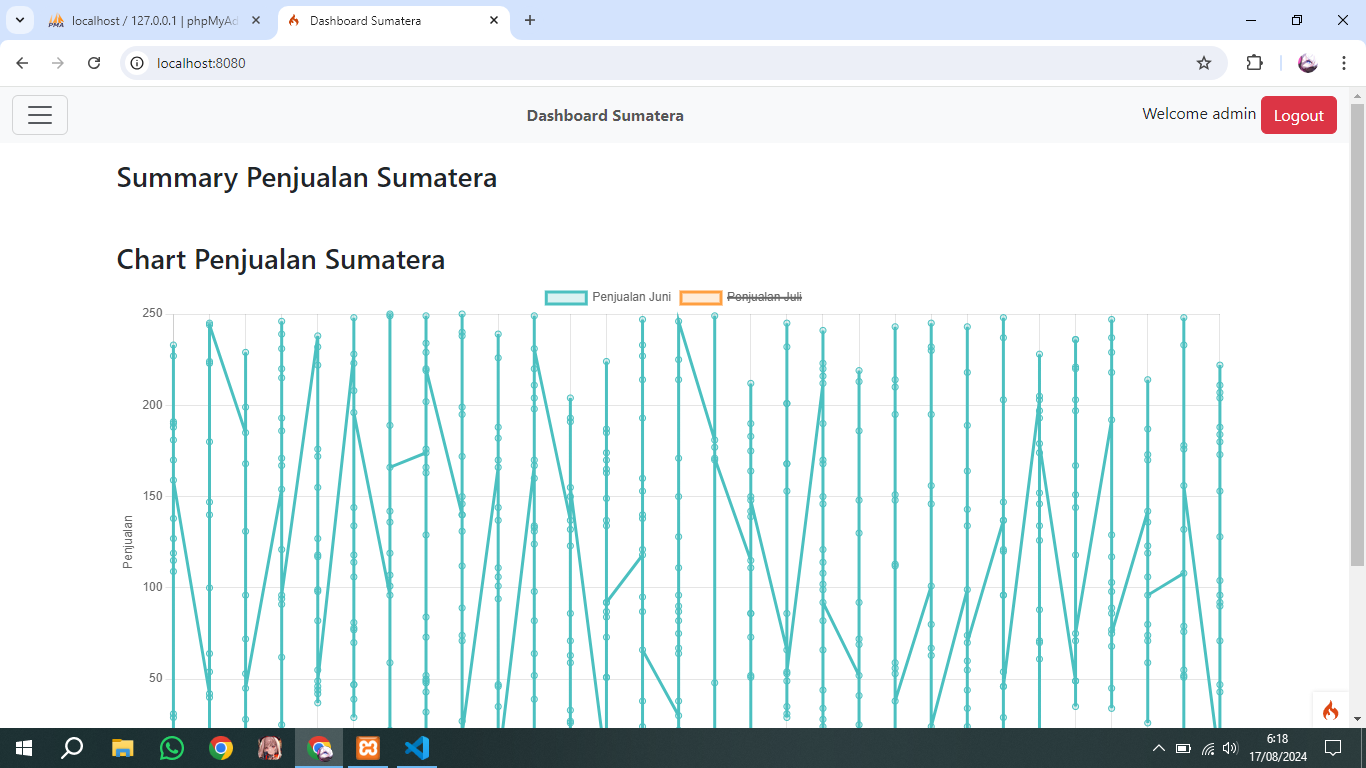 localhost / 127.0.0.1 | phpMyAd
Dashboard Sumatera
localhost:8080
Dashboard Sumatera
Welcome admin
Logout
Summary Penjualan Sumatera
Chart Penjualan Sumatera
Penjualan Juni
Penjualan Juli
250
200
150
100
50
Penjualan
6:18
17/08/2024